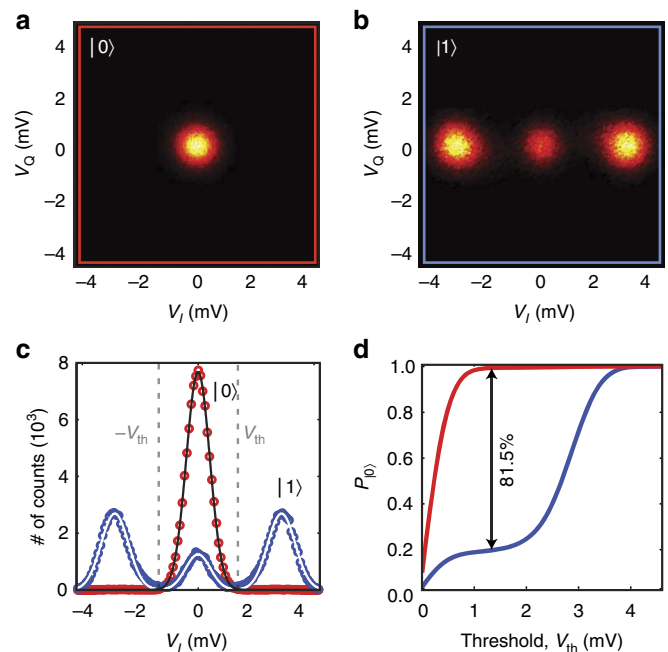 a
|0⟩
4
2
0
−2
−4
V_Q (mV)
−4 −2 0 2 4
V_I (mV)
b
|1⟩
4
2
0
−2
−4
V_Q (mV)
−4 −2 0 2 4
V_I (mV)
c
8
6
4
2
0
# of counts (10³)
|0⟩
−V_th
V_th
|1⟩
−4 −2 0 2 4
V_I (mV)
d
1.0
0.8
0.6
0.4
0.2
0.0
P_|0⟩
81.5%
0 1 2 3 4
Threshold, V_th (mV)